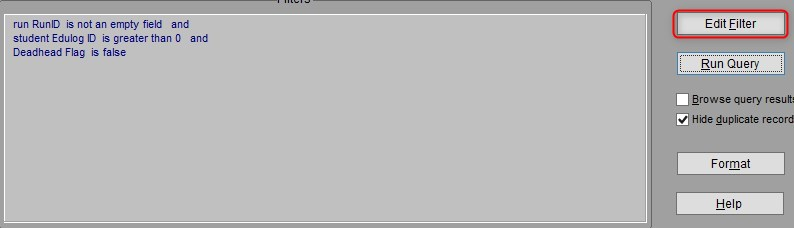 Filters
run RunID is not an empty field and
student Edulog ID is greater than 0 and
Deadhead Flag is false
Edit Filter
Run Query
Browse query results
Hide duplicate record
Format
Help